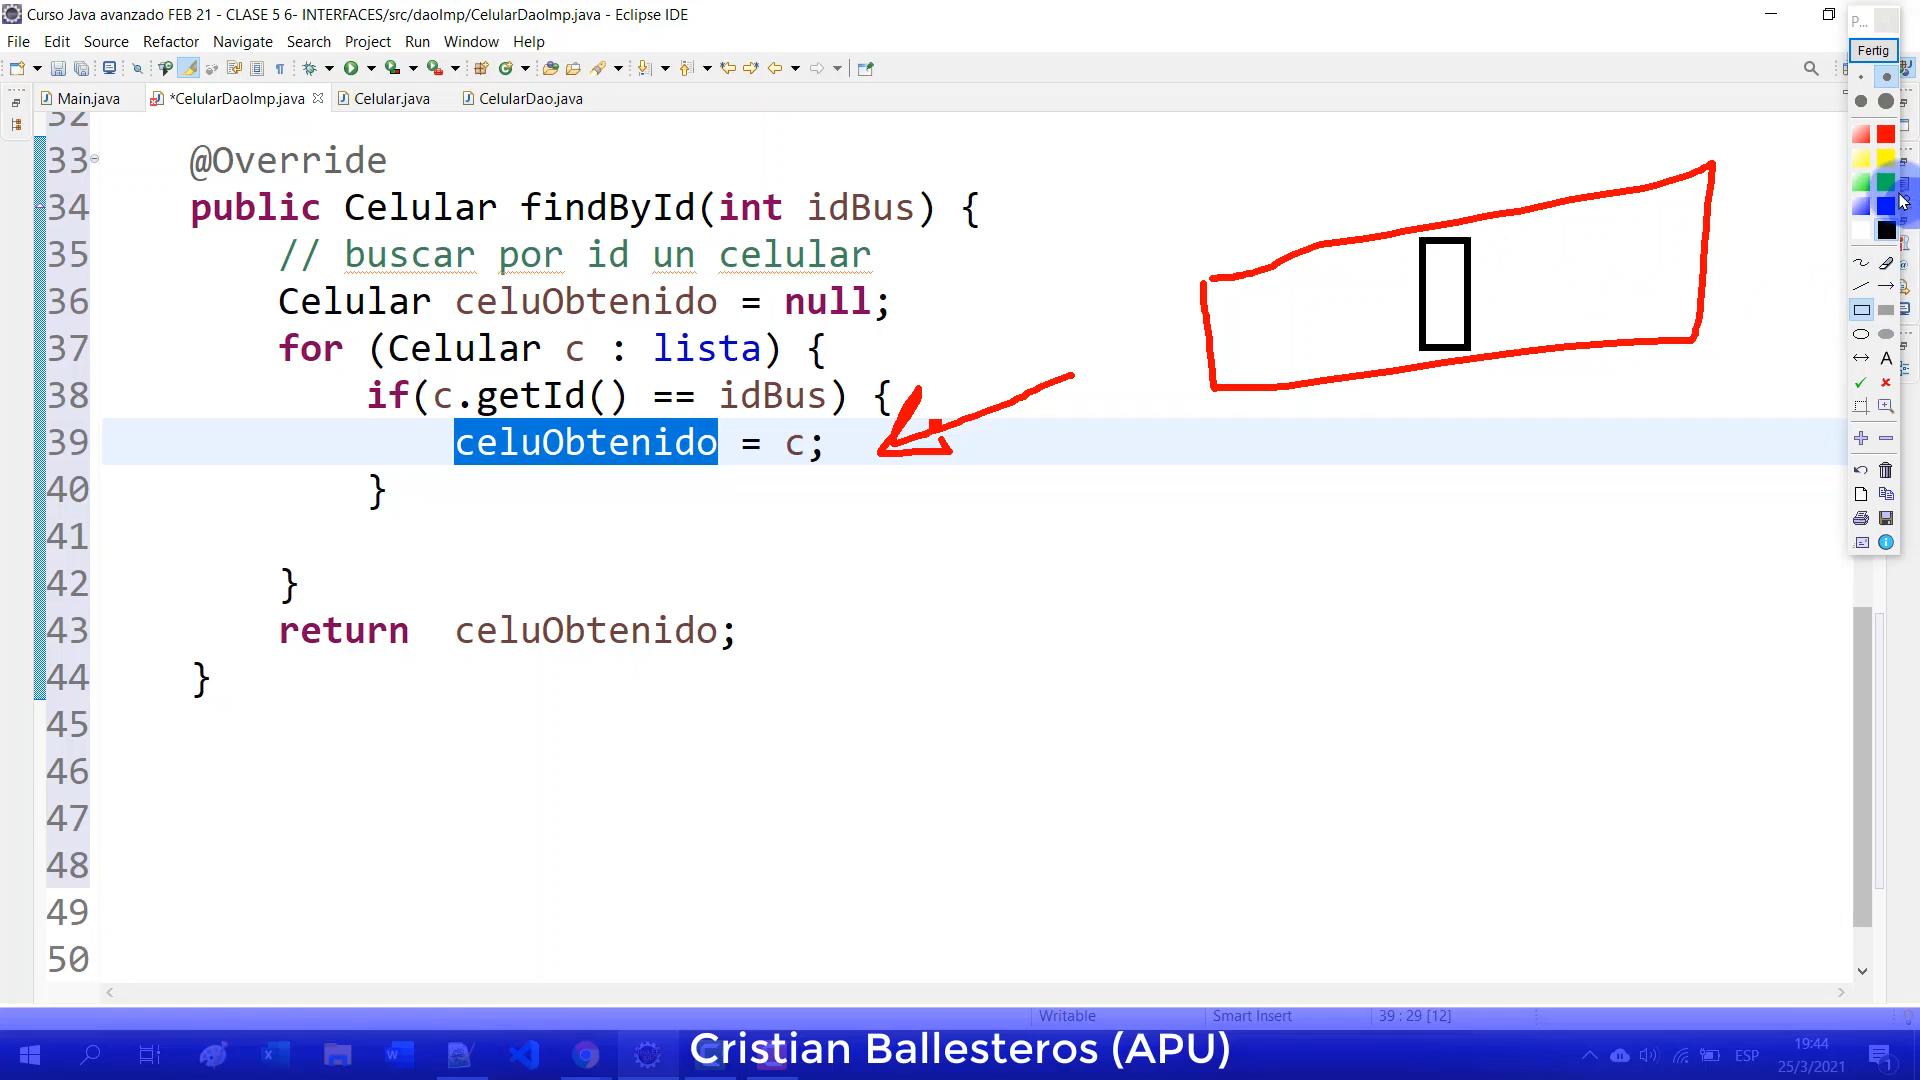 Curso Java avanzado FEB 21 - CLASE 5 6- INTERFACES/src/daoImp/CelularDaoImp.java - Eclipse IDE
File Edit Source Refactor Navigate Search Project Run Window Help
P...
Fertig
Main.java *CelularDaoImp.java Celular.java CelularDao.java
32
33 @Override
34 public Celular findById(int idBus) {
35 // buscar por id un celular
36 Celular celuObtenido = null;
37 for (Celular c : lista) {
38 if(c.getId() == idBus) {
39 celuObtenido = c;
40 }
41
42 }
43 return celuObtenido;
44 }
45
46
47
48
49
50
Writable Smart Insert 39 : 29 [12]
Cristian Ballesteros (APU)
ESP
19:44
25/3/2021